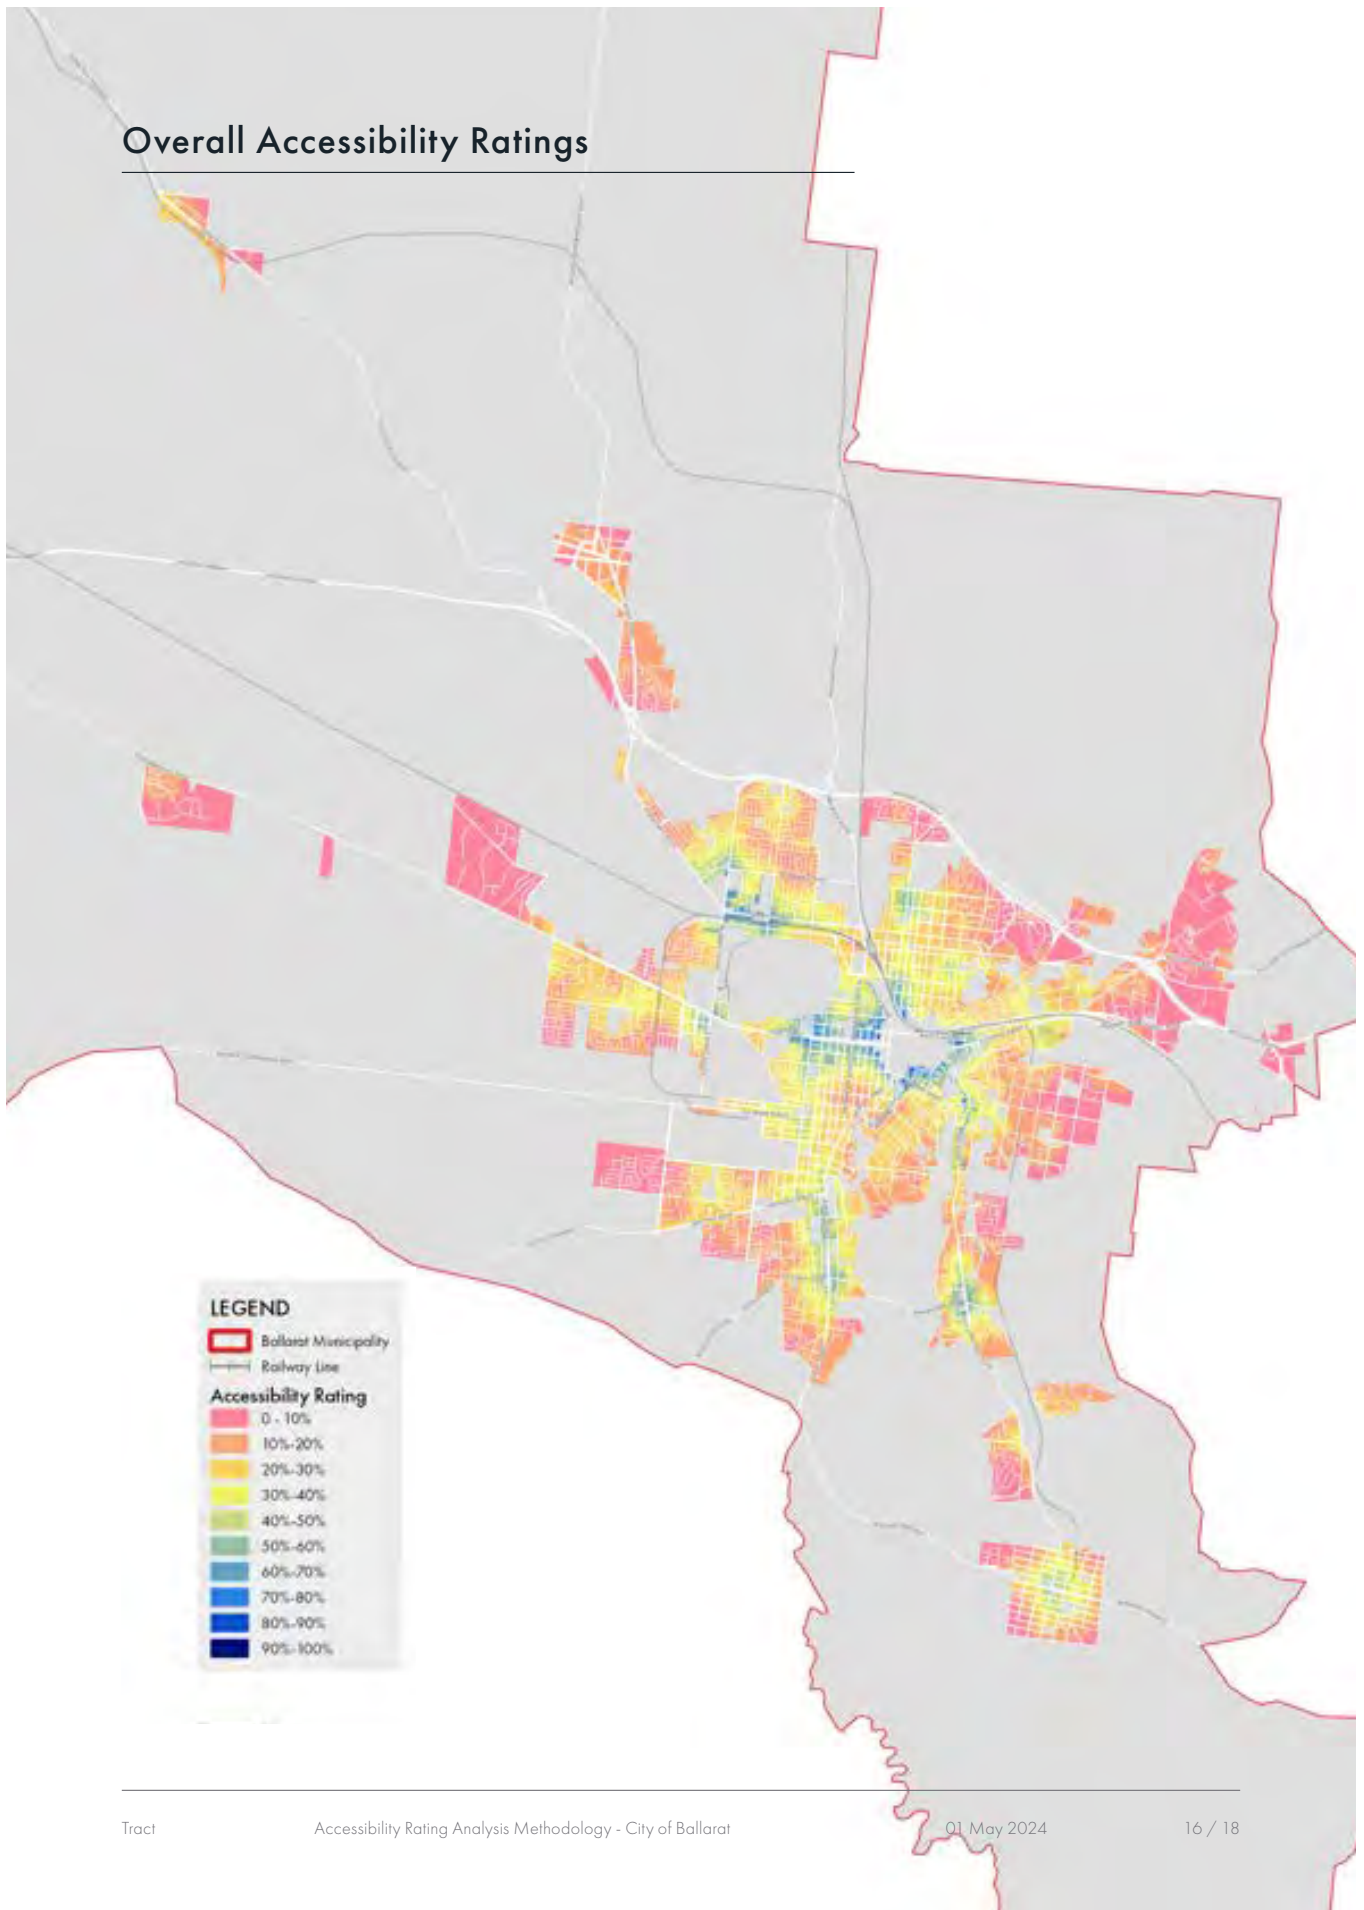 Overall Accessibility Ratings
LEGEND
Ballarat Municipality
Railway Line
Accessibility Rating
0 - 10%
10%-20%
20%-30%
30%-40%
40%-50%
50%-60%
60%-70%
70%-80%
80%-90%
90%-100%
Tract
Accessibility Rating Analysis Methodology - City of Ballarat
01 May 2024
16 / 18